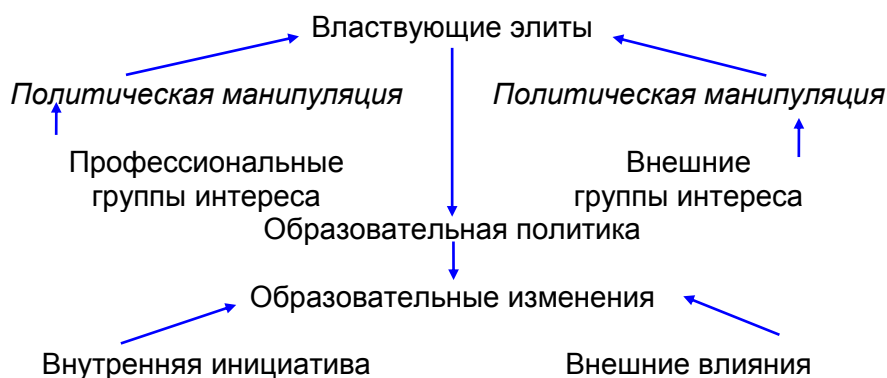 Властвующие элиты
Политическая манипуляция
Политическая манипуляция
Профессиональные
группы интереса
Внешние
группы интереса
Образовательная политика
Образовательные изменения
Внутренняя инициатива
Внешние влияния